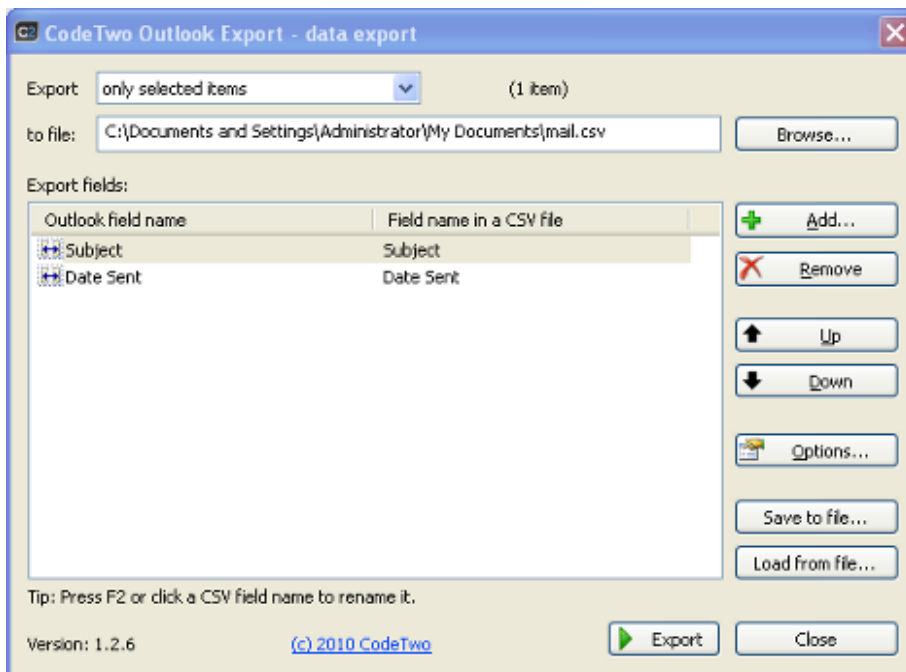 C2 CodeTwo Outlook Export - data export
Export only selected items (1 item)
to file: C:\Documents and Settings\Administrator\My Documents\mail.csv Browse...
Export fields:
Outlook field name Field name in a CSV file Add...
Subject Subject
Date Sent Date Sent Remove
Up
Down
Options...
Save to file...
Load from file...
Tip: Press F2 or click a CSV field name to rename it.
Version: 1.2.6 (c) 2010 CodeTwo Export Close